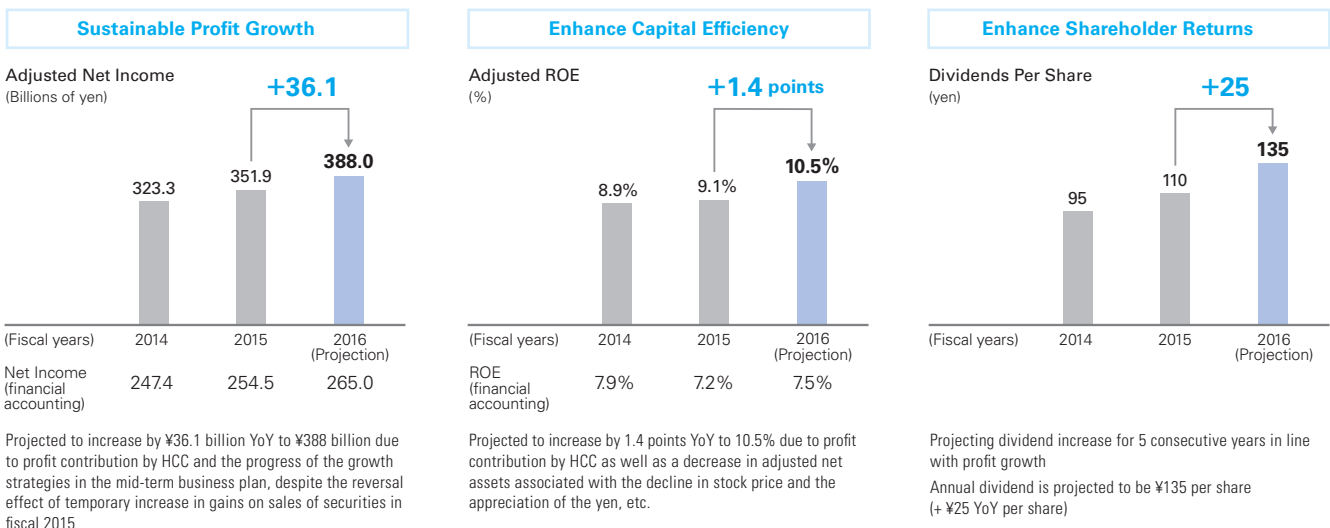 Sustainable Profit Growth
Adjusted Net Income
(Billions of yen)
+36.1
323.3
351.9
388.0
(Fiscal years) 2014 2015 2016
(Projection)
Net Income
(financial
accounting)
247.4 254.5 265.0
Projected to increase by ¥36.1 billion YoY to ¥388 billion due
to profit contribution by HCC and the progress of the growth
strategies in the mid-term business plan, despite the reversal
effect of temporary increase in gains on sales of securities in
fiscal 2015
Enhance Capital Efficiency
Adjusted ROE
(%)
+1.4 points
8.9%
9.1%
10.5%
(Fiscal years) 2014 2015 2016
(Projection)
ROE
(financial
accounting)
7.9% 7.2% 7.5%
Projected to increase by 1.4 points YoY to 10.5% due to profit
contribution by HCC as well as a decrease in adjusted net
assets associated with the decline in stock price and the
appreciation of the yen, etc.
Enhance Shareholder Returns
Dividends Per Share
(yen)
+25
95
110
135
(Fiscal years) 2014 2015 2016
(Projection)
Projecting dividend increase for 5 consecutive years in line
with profit growth
Annual dividend is projected to be ¥135 per share
(+ ¥25 YoY per share)